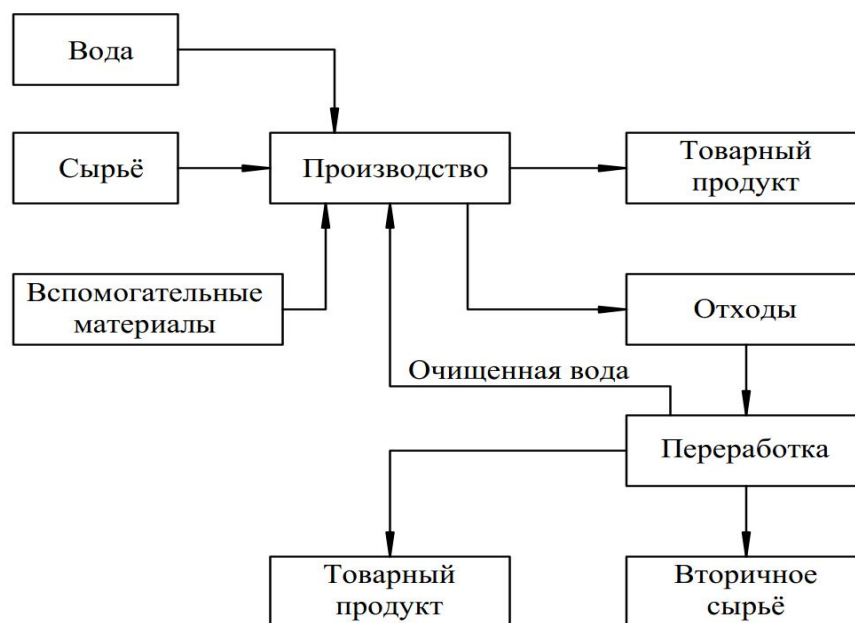 Вода
Сырьё
Производство
Товарный
продукт
Вспомогательные
материалы
Отходы
Очищенная вода
Переработка
Товарный
продукт
Вторичное
сырьё